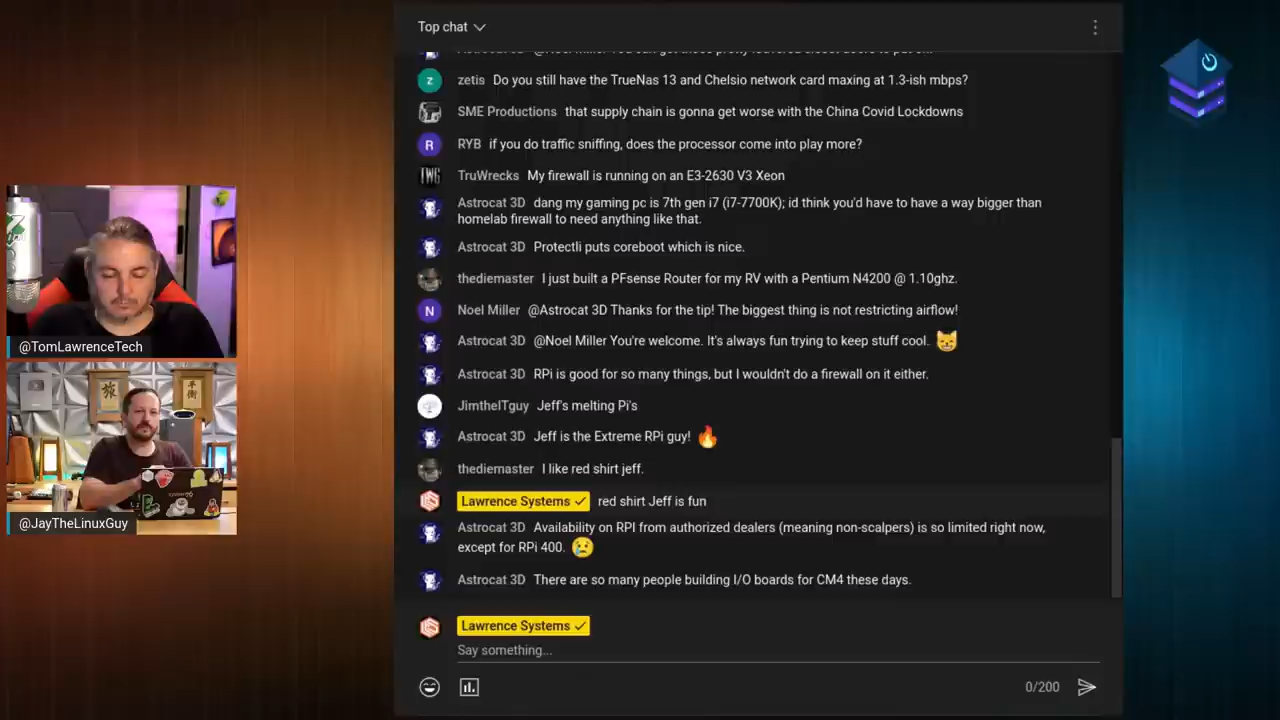 Top chat
zetis Do you still have the TrueNas 13 and Chelsio network card maxing at 1.3-ish mbps?
SME Productions that supply chain is gonna get worse with the China Covid Lockdowns
R
RYB if you do traffic sniffing, does the processor come into play more?
TruWrecks My firewall is running on an E3-2630 V3 Xeon
Astrocat 3D dang my gaming pc is 7th gen i7 (i7-7700K); id think you'd have to have a way bigger than
homelab firewall to need anything like that.
Astrocat 3D Protectli puts coreboot which is nice.
thediemaster I just built a PFsense Router for my RV with a Pentium N4200 @ 1.10ghz.
N
Noel Miller @Astrocat 3D Thanks for the tip! The biggest thing is not restricting airflow!
Astrocat 3D @Noel Miller You're welcome. It's always fun trying to keep stuff cool. 😸
Astrocat 3D RPi is good for so many things, but I wouldn't do a firewall on it either.
JimtheITguy Jeff's melting Pi's
Astrocat 3D Jeff is the Extreme RPi guy! 🔥
thediemaster I like red shirt jeff.
Lawrence Systems ✓ red shirt Jeff is fun
Astrocat 3D Availability on RPI from authorized dealers (meaning non-scalpers) is so limited right now,
except for RPi 400. 😢
Astrocat 3D There are so many people building I/O boards for CM4 these days.
Lawrence Systems ✓
Say something...
0/200
@TomLawrenceTech
@JayTheLinuxGuy